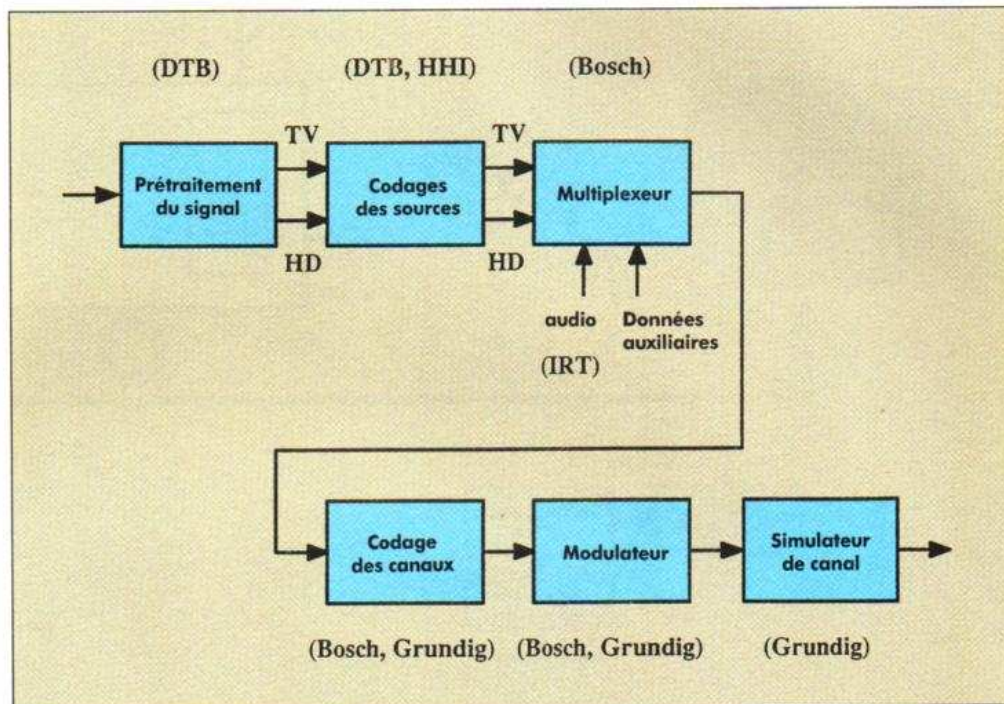 (DTB)
(DTB, HHI)
(Bosch)
TV
TV
Prétraitement
du signal
Codages
des sources
Multiplexeur
HD
HD
audio
(IRT)
Données
auxiliaires
Codage
des canaux
Modulateur
Simulateur
de canal
(Bosch, Grundig)
(Bosch, Grundig)
(Grundig)